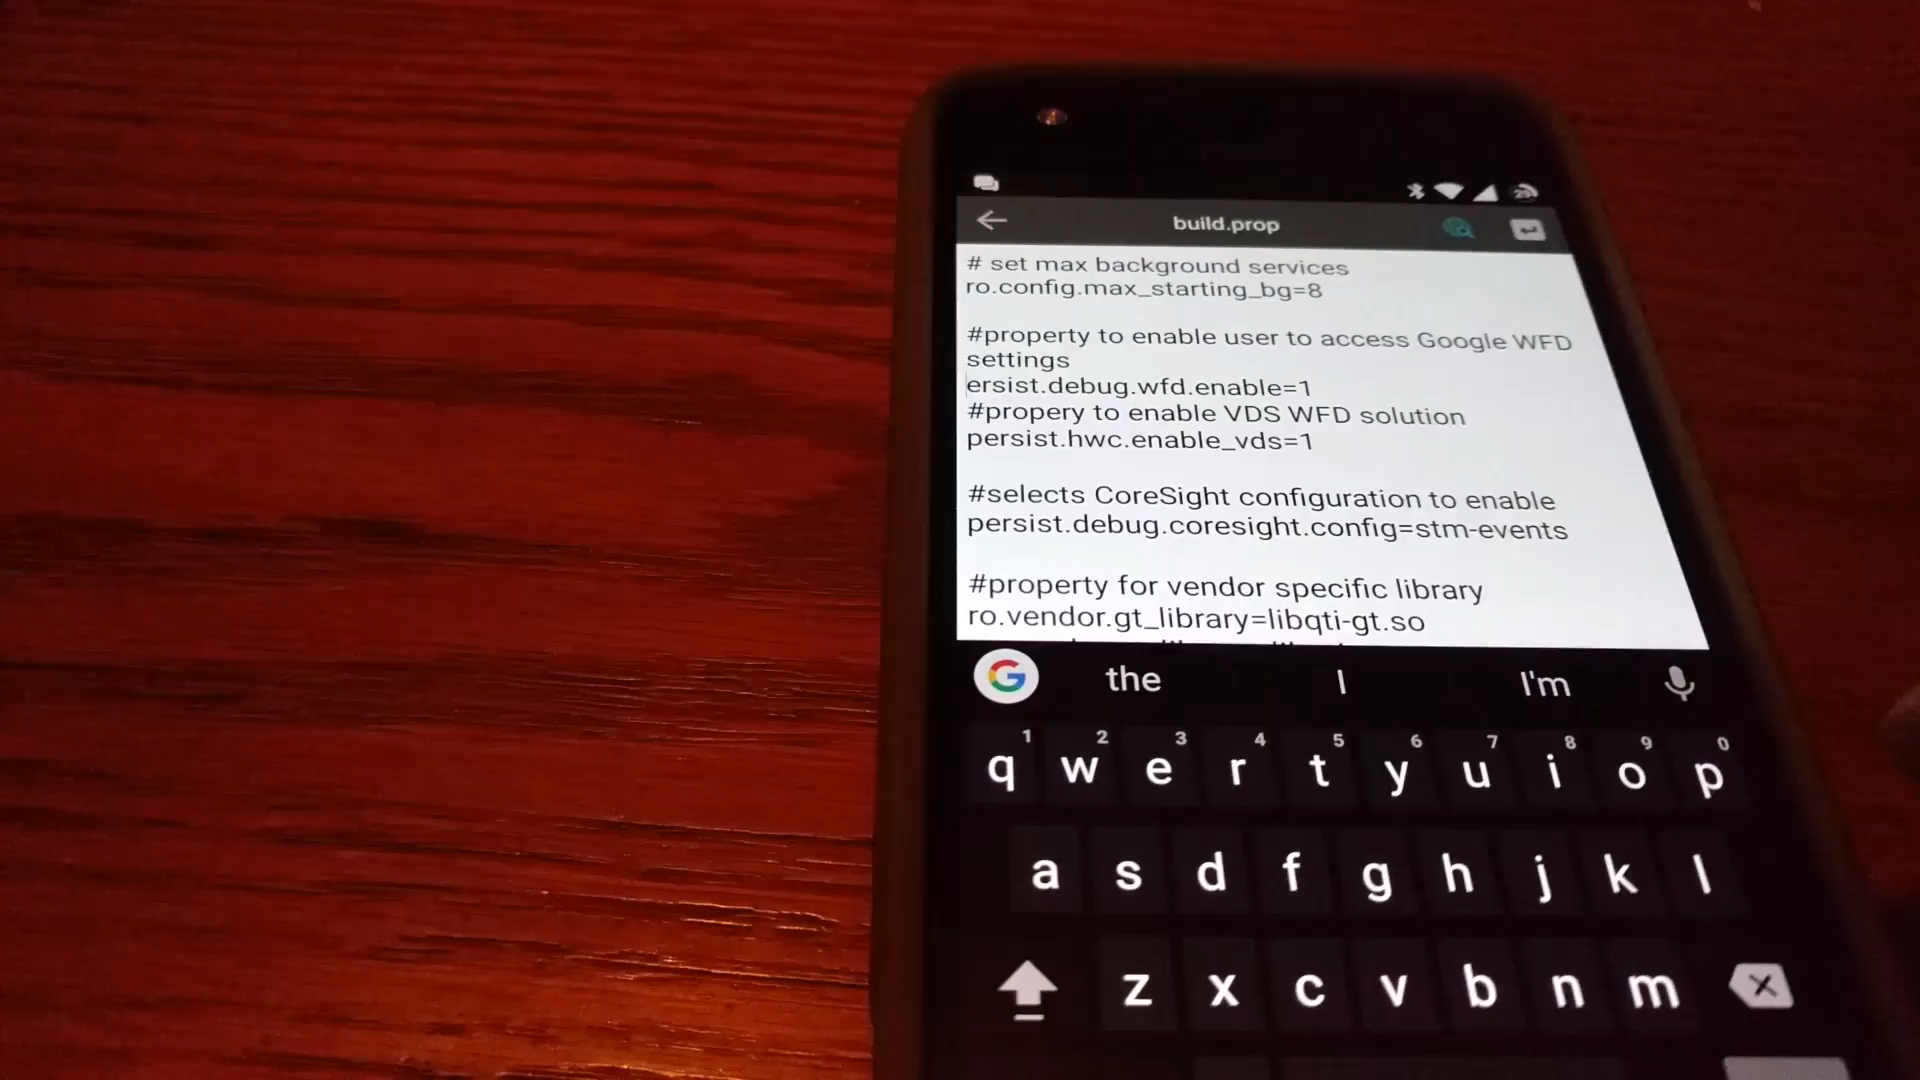 build.prop
# set max background services
ro.config.max_starting_bg=8
#property to enable user to access Google WFD
settings
ersist.debug.wfd.enable=1
#propery to enable VDS WFD solution
persist.hwc.enable_vds=1
#selects CoreSight configuration to enable
persist.debug.coresight.config=stm-events
#property for vendor specific library
ro.vendor.gt_library=libqti-gt.so
G the I I'm
1 2 3 4 5 6 7 8 9 0
q w e r t y u i o p
a s d f g h j k l
z x c v b n m